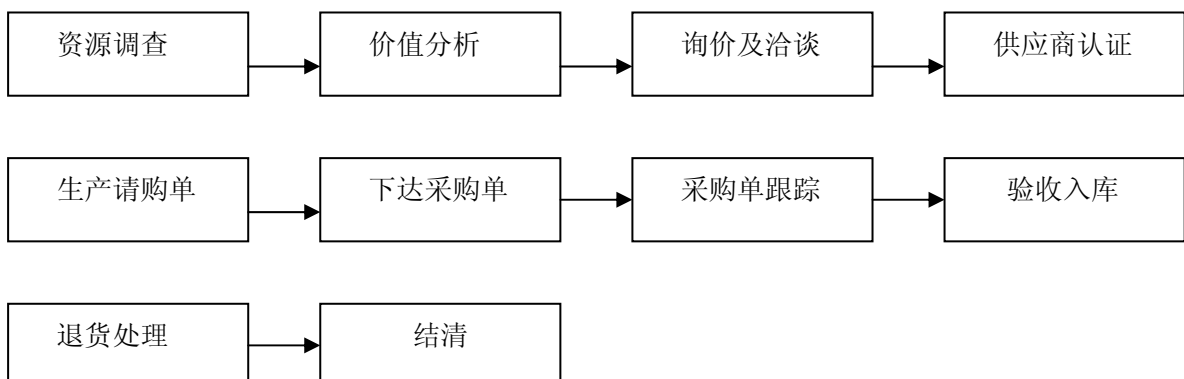 资源调查 价值分析 询价及洽谈 供应商认证
生产请购单 下达采购单 采购单跟踪 验收入库
退货处理 结清